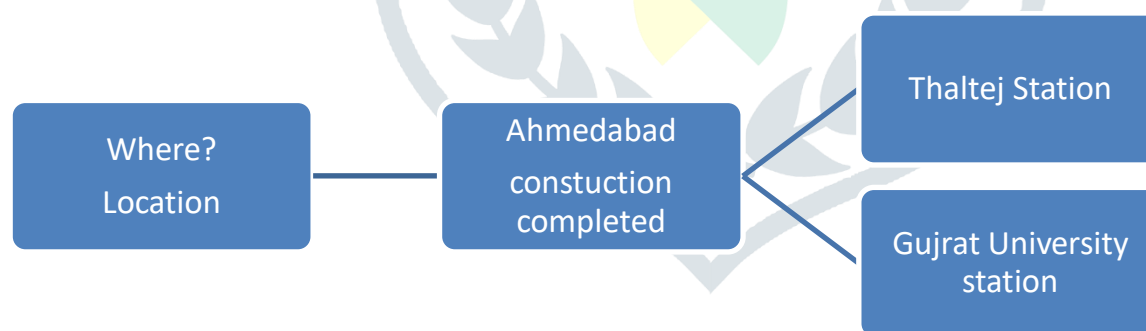 Where?
Location
Ahmedabad
constuction
completed
Thaltej Station
Gujrat University
station